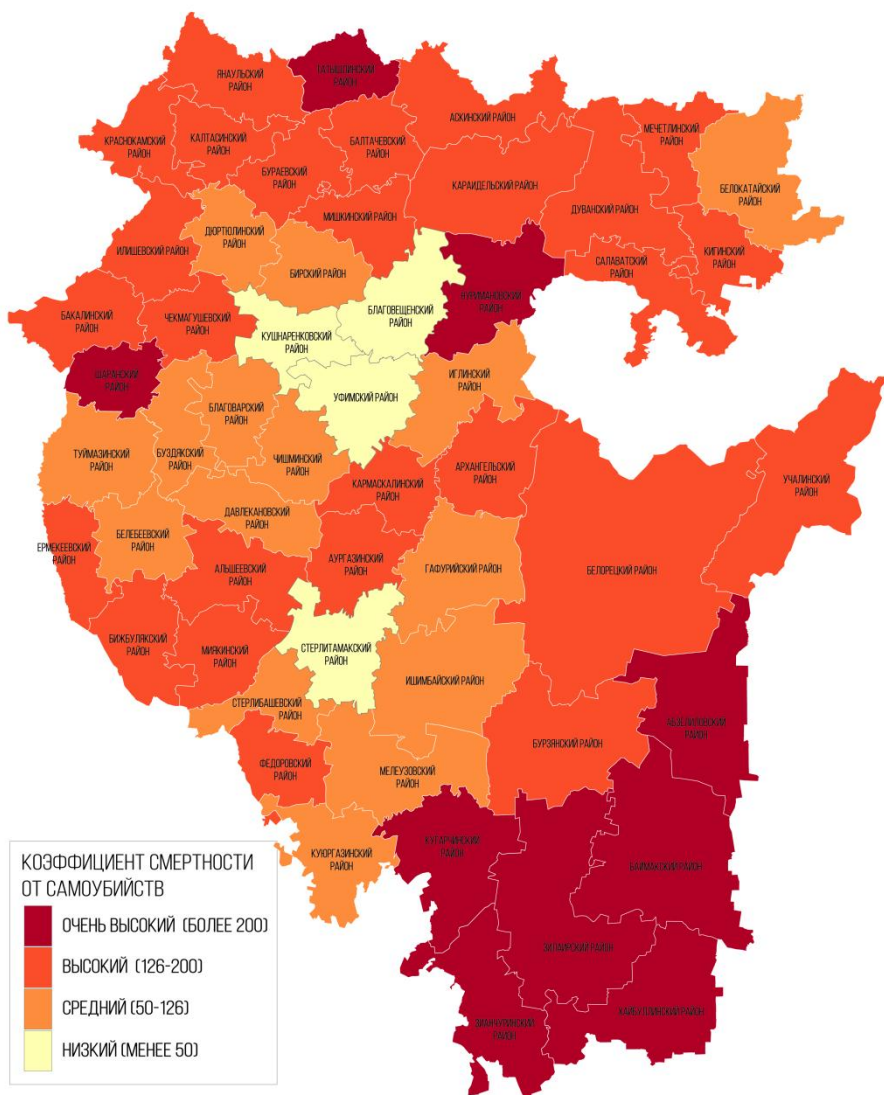 ЯНАУЛЬСКИЙ
РАЙОН
ТАТЫШЛИНСКИЙ
РАЙОН
АСКИНСКИЙ РАЙОН
МЕЧЕТЛИНСКИЙ
РАЙОН
КРАСНОКАМСКИЙ
РАЙОН
КАЛТАСИНСКИЙ
РАЙОН
БАЛТАЧЕВСКИЙ
РАЙОН
БУРАЕВСКИЙ
РАЙОН
КАРАИДЕЛЬСКИЙ РАЙОН
БЕЛОКАТАЙСКИЙ
РАЙОН
ДУВАНСКИЙ РАЙОН
МИШКИНСКИЙ РАЙОН
ДЮРТЮЛИНСКИЙ
РАЙОН
ИЛИШЕВСКИЙ РАЙОН
КИГИНСКИЙ
РАЙОН
САЛАВАТСКИЙ
РАЙОН
БИРСКИЙ РАЙОН
НУРИМАНОВСКИЙ
РАЙОН
БЛАГОВЕЩЕНСКИЙ
РАЙОН
БАКАЛИНСКИЙ
РАЙОН
ЧЕКМАГУШЕВСКИЙ
РАЙОН
КУШНАРЕНКОВСКИЙ
РАЙОН
ШАРАНСКИЙ
РАЙОН
ИГЛИНСКИЙ
РАЙОН
УФИМСКИЙ РАЙОН
БЛАГОВАРСКИЙ
РАЙОН
ТУЙМАЗИНСКИЙ
РАЙОН
БУЗДЯКСКИЙ
РАЙОН
ЧИШМИНСКИЙ
РАЙОН
АРХАНГЕЛЬСКИЙ
РАЙОН
КАРМАСКАЛИНСКИЙ
РАЙОН
УЧАЛИНСКИЙ
РАЙОН
ДАВЛЕКАНОВСКИЙ
РАЙОН
БЕЛЕБЕЕВСКИЙ
РАЙОН
ЕРМЕКЕЕВСКИЙ
РАЙОН
АЛЬШЕЕВСКИЙ
РАЙОН
АУРГАЗИНСКИЙ
РАЙОН
ГАФУРИЙСКИЙ РАЙОН
БЕЛОРЕЦКИЙ РАЙОН
БИЖБУЛЯКСКИЙ
РАЙОН
МИЯКИНСКИЙ
РАЙОН
СТЕРЛИТАМАКСКИЙ
РАЙОН
ИШИМБАЙСКИЙ РАЙОН
СТЕРЛИБАШЕВСКИЙ
РАЙОН
АБЗЕЛИЛОВСКИЙ
РАЙОН
БУРЗЯНСКИЙ РАЙОН
ФЕДОРОВСКИЙ
РАЙОН
МЕЛЕУЗОВСКИЙ
РАЙОН
КУГАРЧИНСКИЙ
РАЙОН
КУЮРГАЗИНСКИЙ
РАЙОН
БАЙМАКСКИЙ РАЙОН
ЗИЛАИРСКИЙ РАЙОН
ЗИАНЧУРИНСКИЙ
РАЙОН
ХАЙБУЛЛИНСКИЙ РАЙОН
КОЭФФИЦИЕНТ СМЕРТНОСТИ
ОТ САМОУБИЙСТВ
ОЧЕНЬ ВЫСОКИЙ (БОЛЕЕ 200)
ВЫСОКИЙ (126-200)
СРЕДНИЙ (50-126)
НИЗКИЙ (МЕНЕЕ 50)